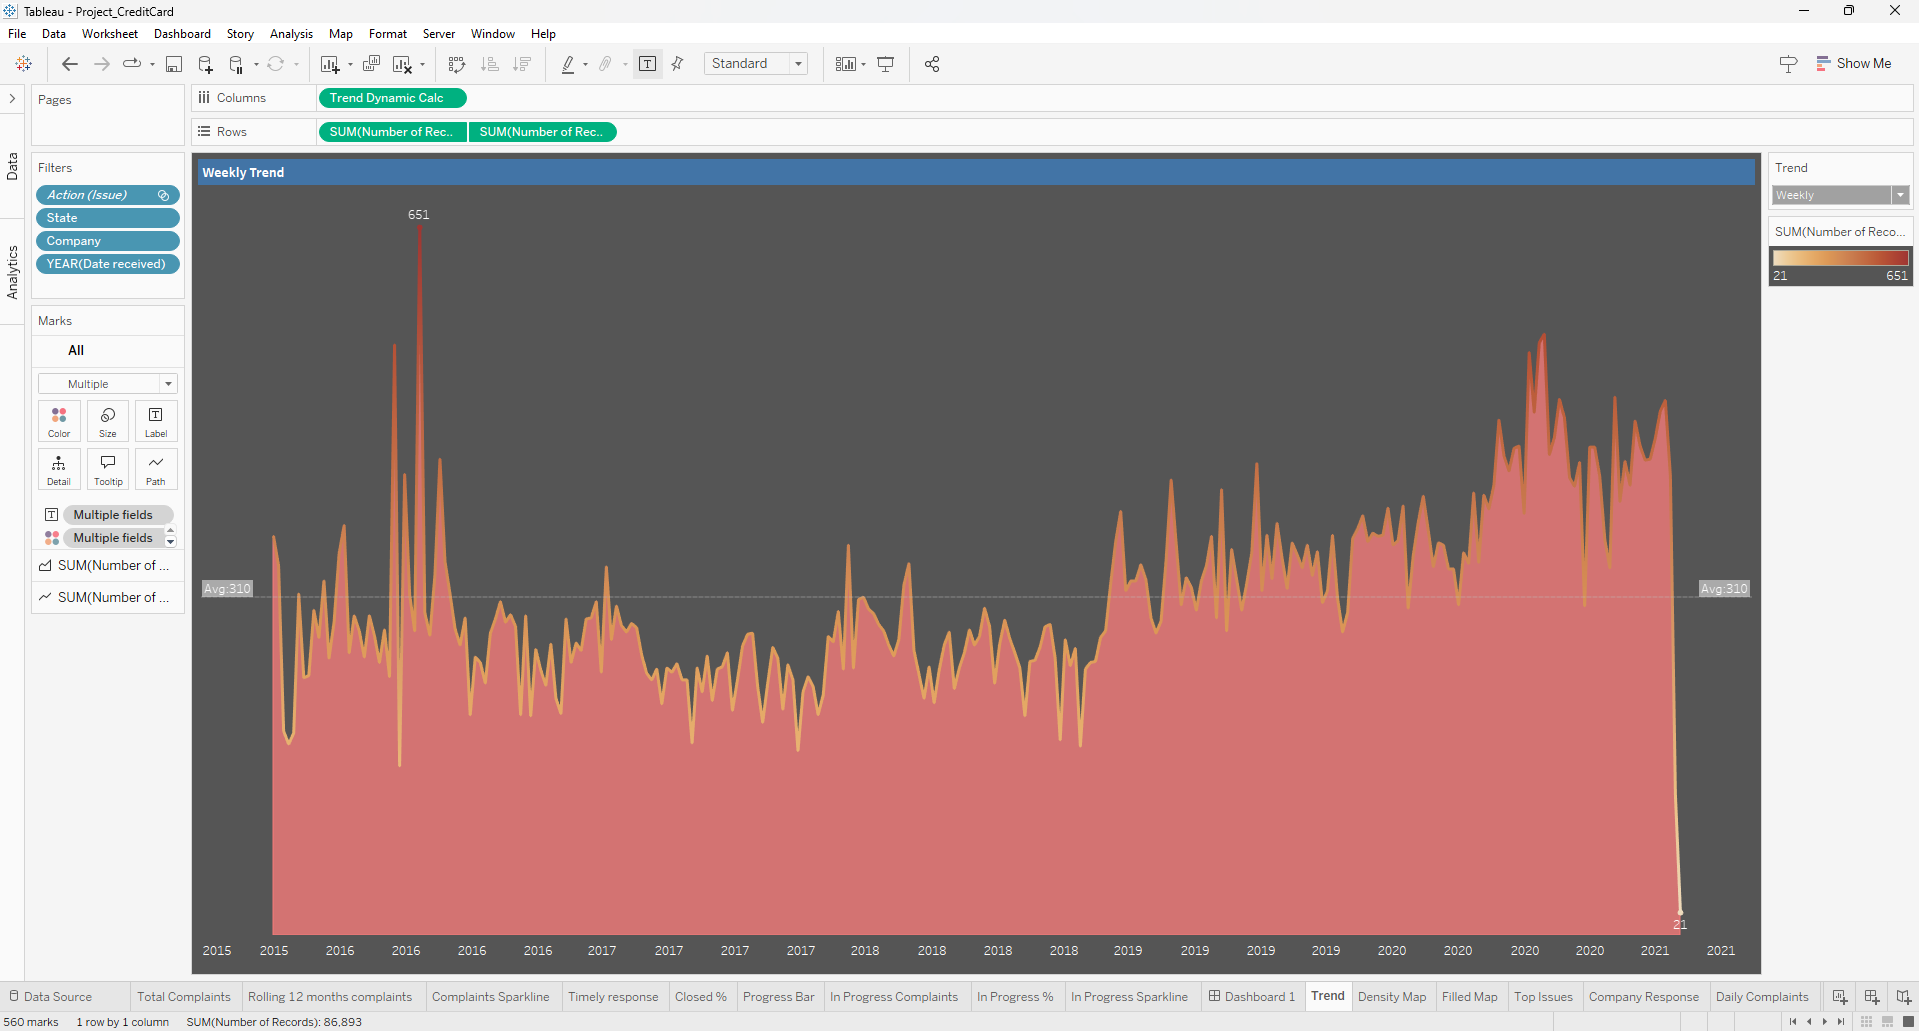 Tableau - Project_CreditCard
File Data Worksheet Dashboard Story Analysis Map Format Server Window Help
Standard
Show Me
Pages
Columns
Trend Dynamic Calc
Rows
SUM(Number of Rec.. SUM(Number of Rec..
Data
Analytics
Filters
Action (Issue)
State
Company
YEAR(Date received)
Marks
All
Multiple
Color Size Label
Detail Tooltip Path
Multiple fields
Multiple fields
SUM(Number of ...
SUM(Number of ...
Weekly Trend
651
Avg:310
Avg:310
21
2015 2015 2016 2016 2016 2016 2017 2017 2017 2017 2018 2018 2018 2018 2019 2019 2019 2019 2020 2020 2020 2020 2021 2021
Trend
Weekly
SUM(Number of Reco...
21 651
Data Source Total Complaints Rolling 12 months complaints Complaints Sparkline Timely response Closed % Progress Bar In Progress Complaints In Progress % In Progress Sparkline Dashboard 1 Trend Density Map Filled Map Top Issues Company Response Daily Complaints
560 marks 1 row by 1 column SUM(Number of Records): 86,893